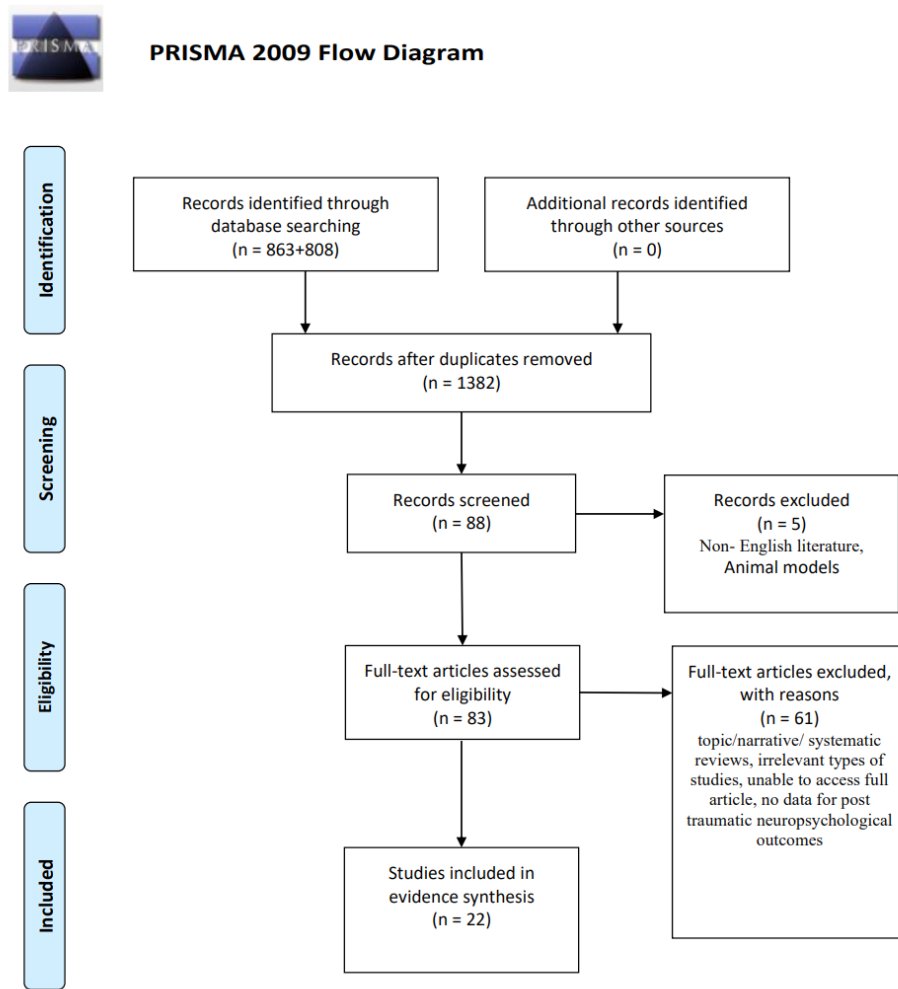 PRISMA
PRISMA 2009 Flow Diagram
Identification
Records identified through
database searching
(n = 863+808)
Additional records identified
through other sources
(n = 0)
Records after duplicates removed
(n = 1382)
Screening
Records screened
(n = 88)
Records excluded
(n = 5)
Non- English literature,
Animal models
Eligibility
Full-text articles assessed
for eligibility
(n = 83)
Full-text articles excluded,
with reasons
(n = 61)
topic/narrative/ systematic
reviews, irrelevant types of
studies, unable to access full
article, no data for post
traumatic neuropsychological
outcomes
Included
Studies included in
evidence synthesis
(n = 22)